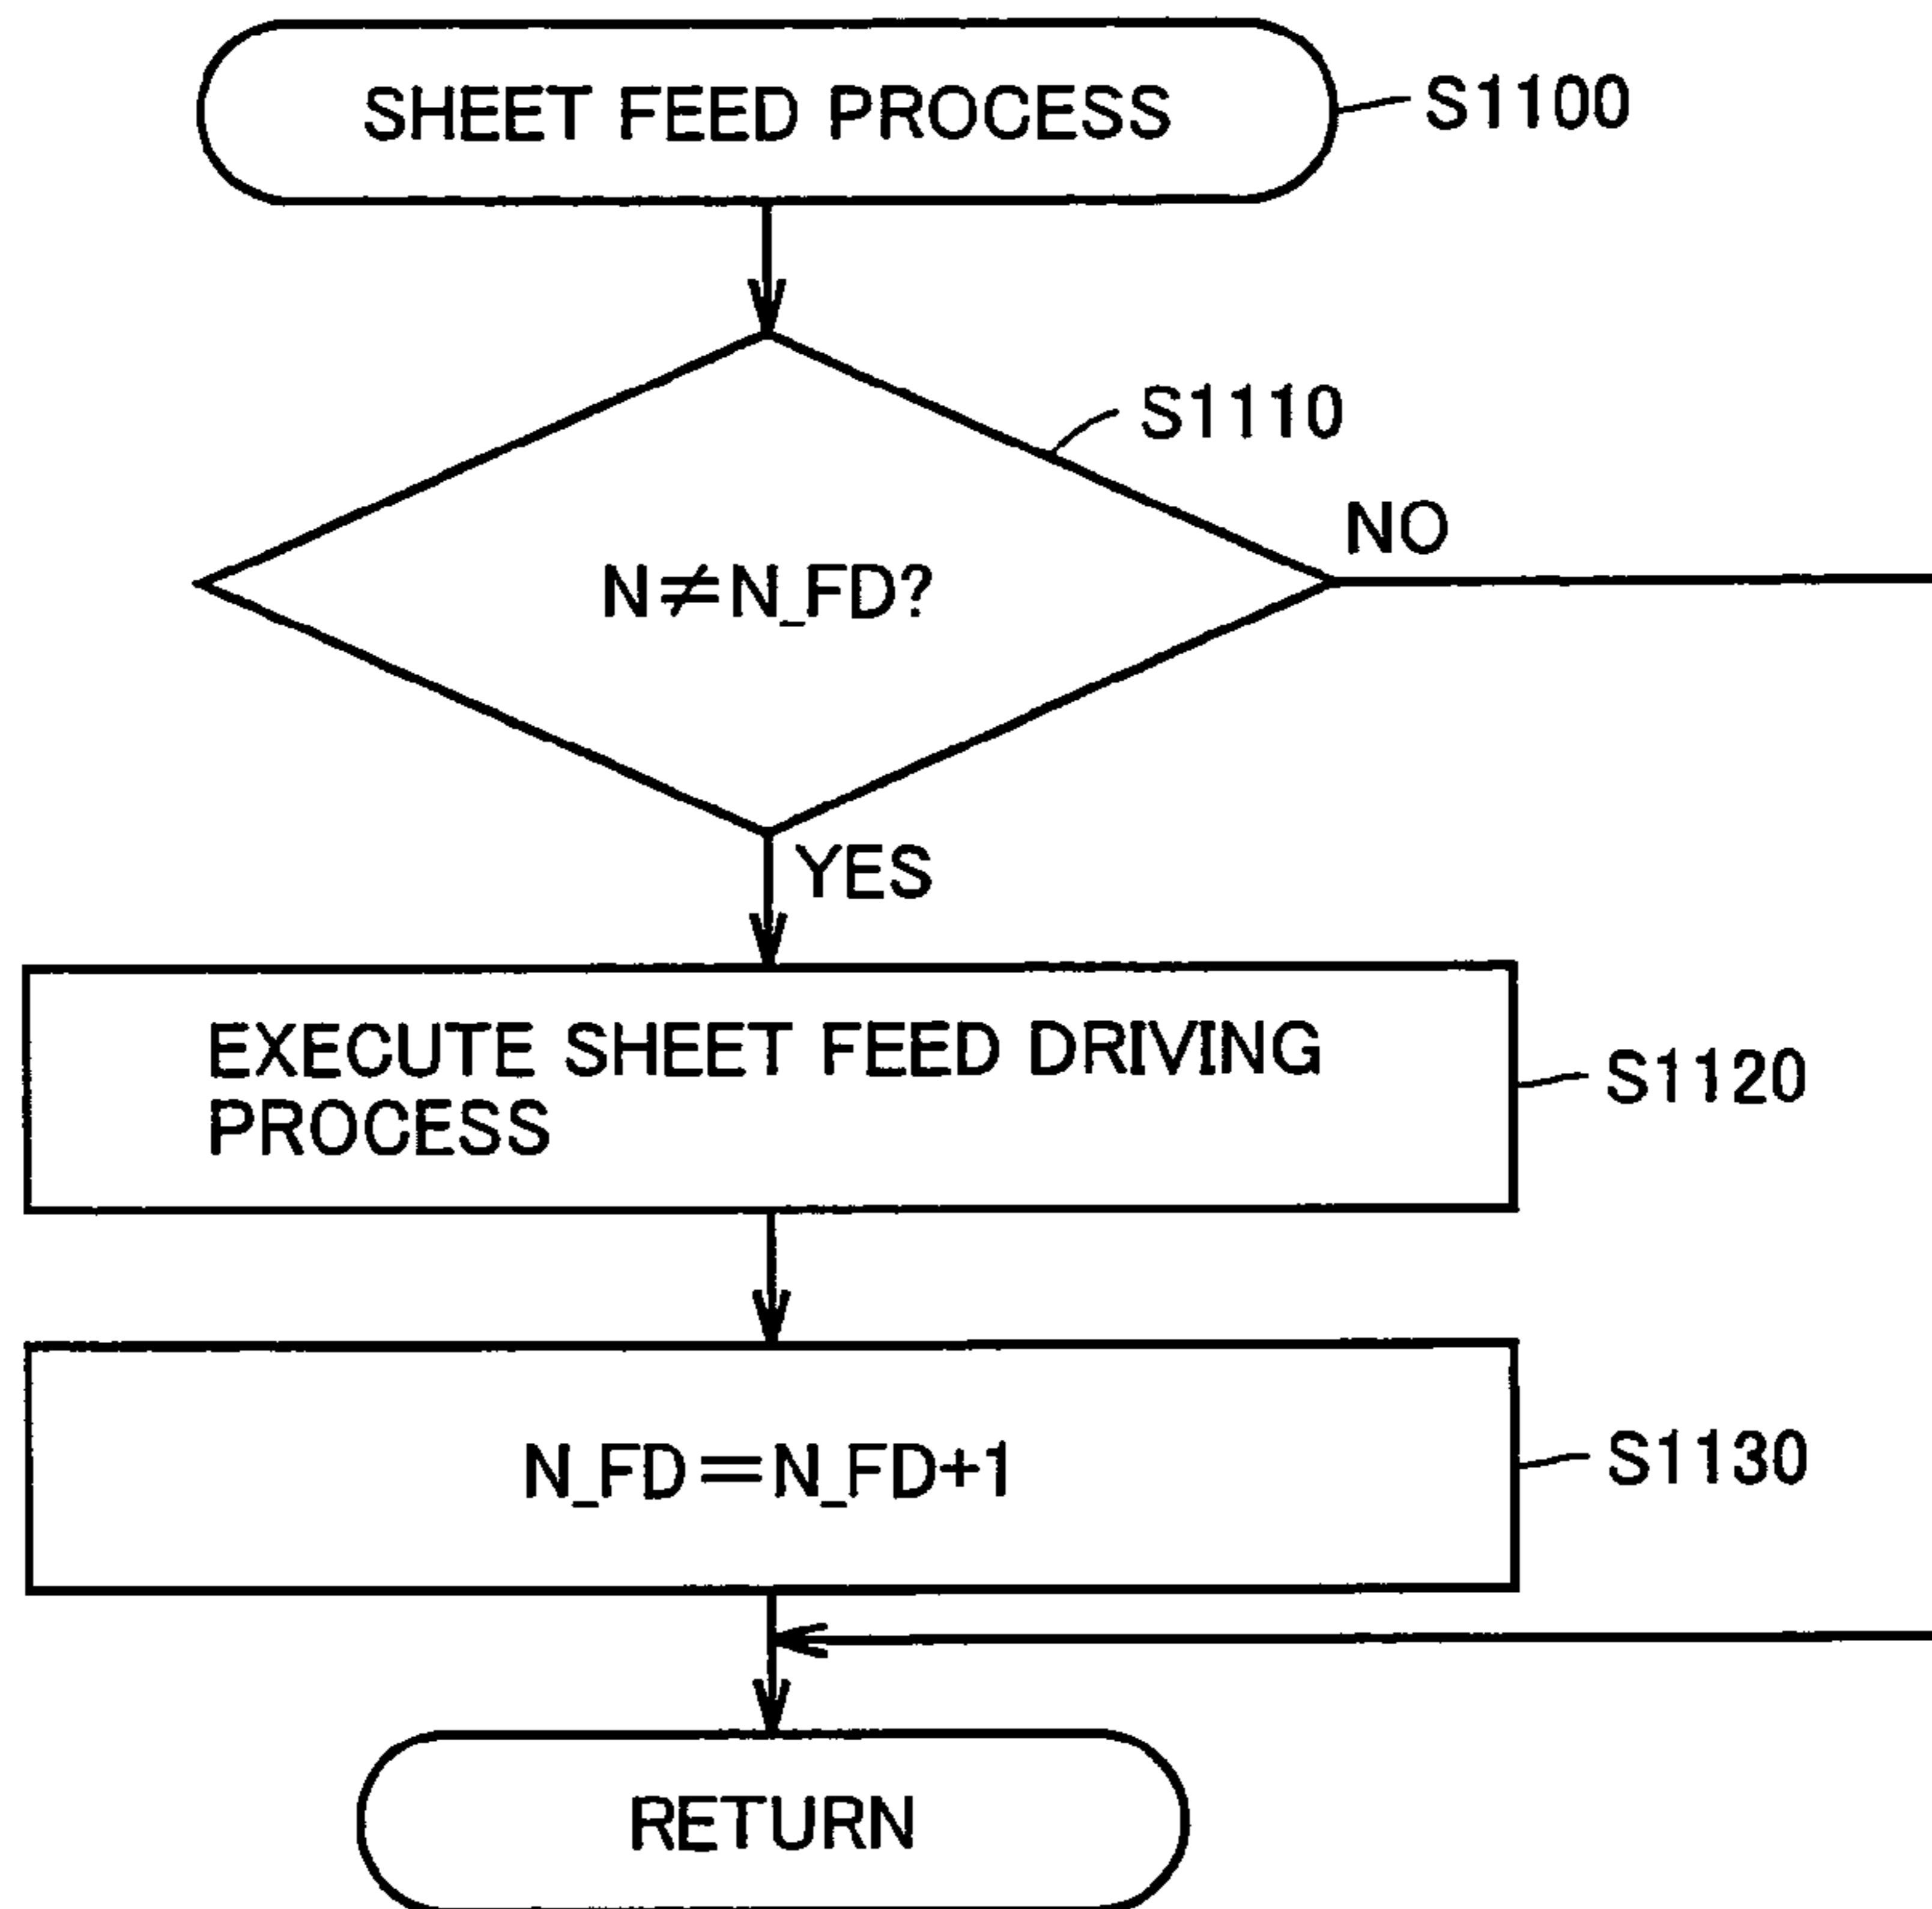 SHEET FEED PROCESS
S1100
S1110
NO
N≠N_FD?
YES
EXECUTE SHEET FEED DRIVING
PROCESS
S1120
N_FD=N_FD+1
S1130
RETURN